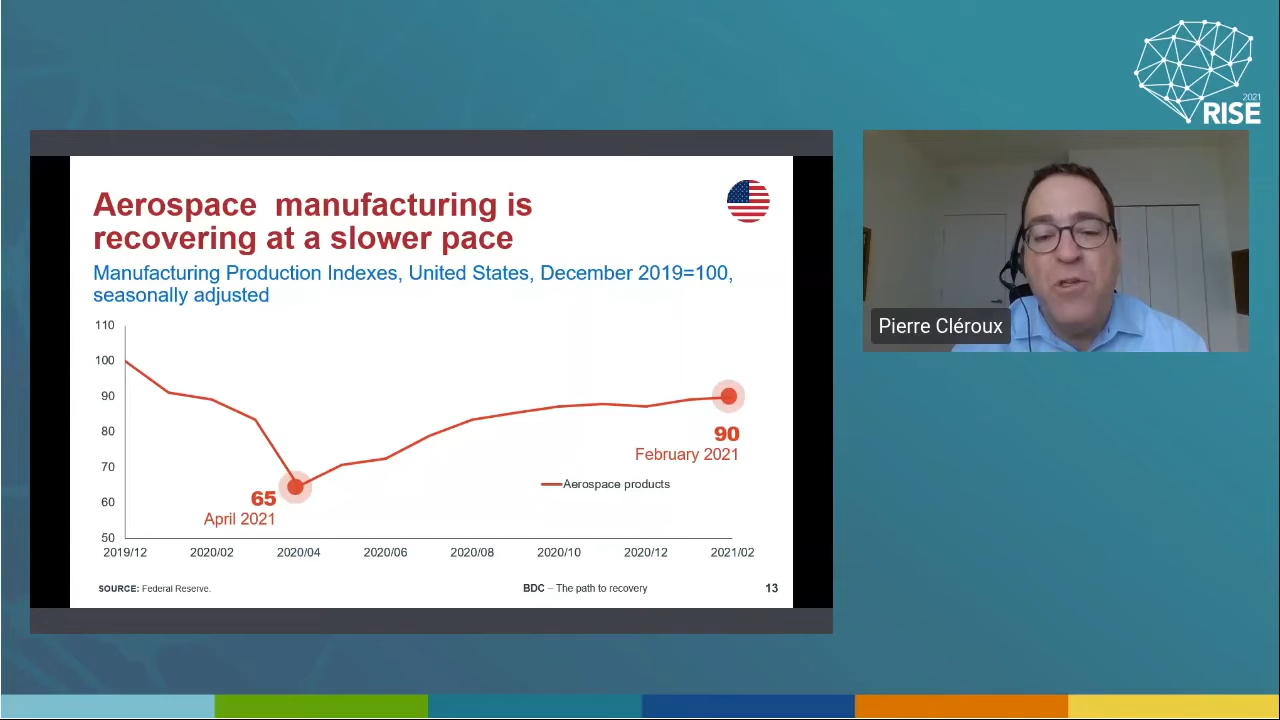 2021
RISE
Aerospace manufacturing is
recovering at a slower pace
Manufacturing Production Indexes, United States, December 2019=100,
seasonally adjusted
110
100
90
80
70
60
50
65
April 2021
90
February 2021
Aerospace products
2019/12 2020/02 2020/04 2020/06 2020/08 2020/10 2020/12 2021/02
SOURCE: Federal Reserve.
BDC – The path to recovery
13
Pierre Cléroux